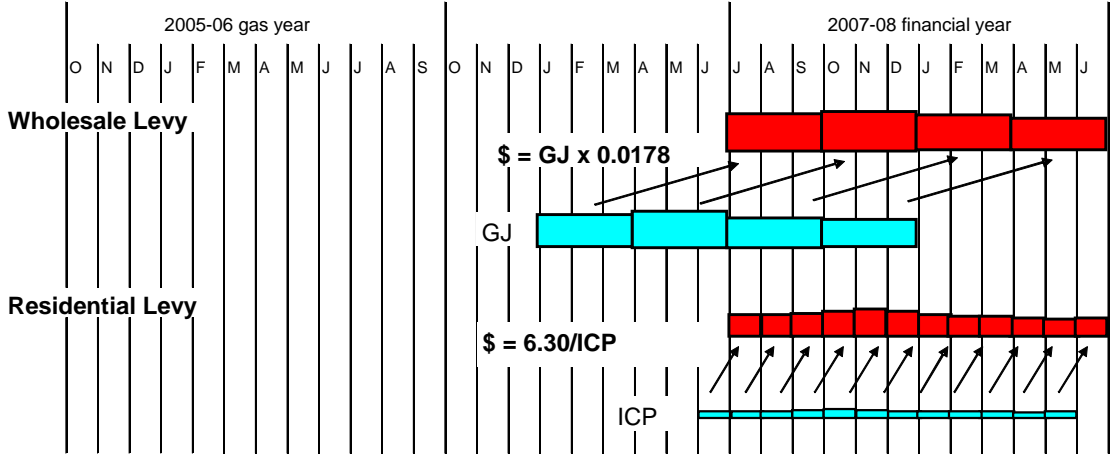 2005-06 gas year 2007-08 financial year
O N D J F M A M J J A S O N D J F M A M J J A S O N D J F M A M J
Wholesale Levy
$ = GJ x 0.0178
GJ
Residential Levy
$ = 6.30/ICP
ICP